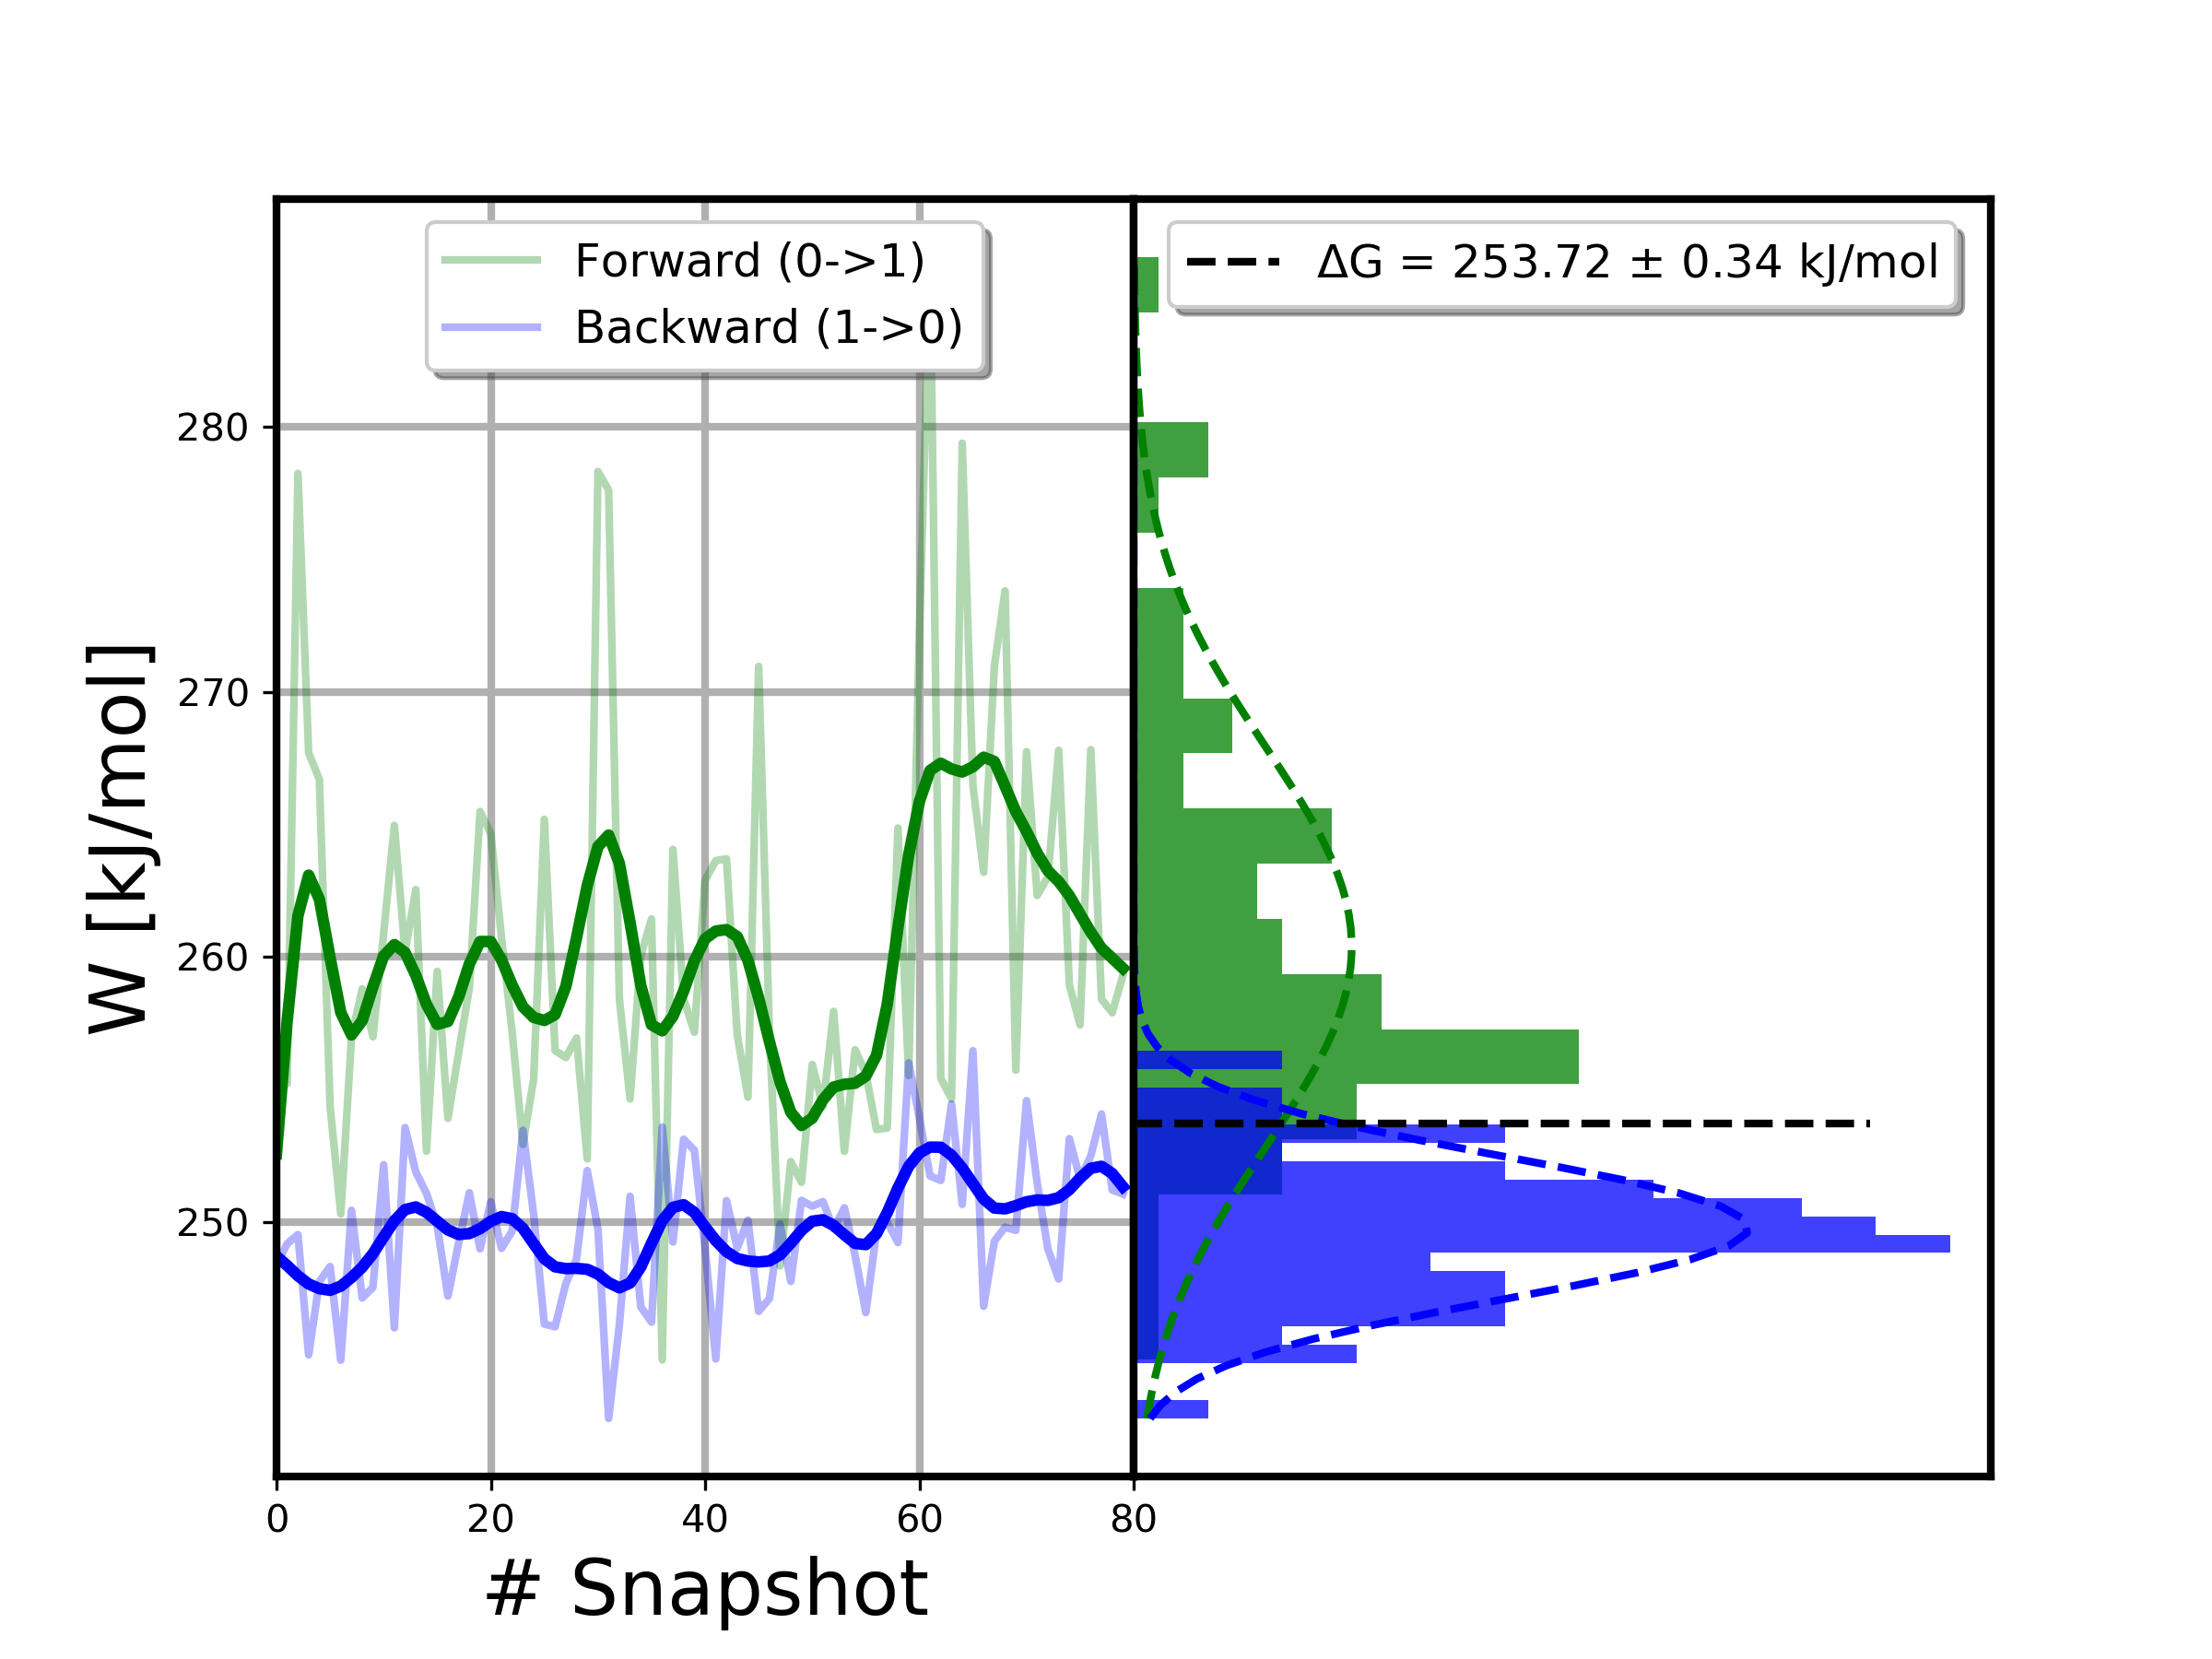 Forward (0->1)
Backward (1->0)
ΔG = 253.72 ± 0.34 kJ/mol
W [kJ/mol]
280
270
260
250
0 20 40 60 80
# Snapshot